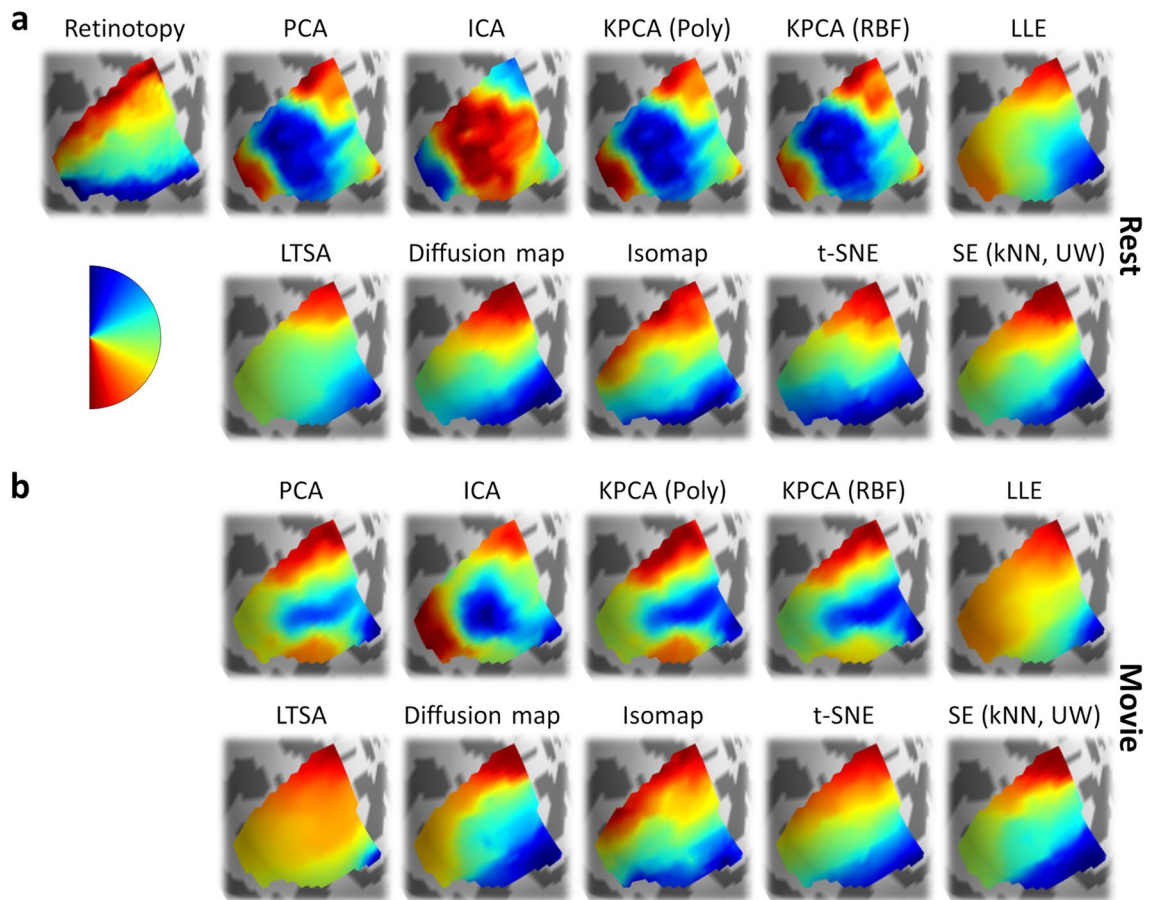 a
Retinotopy PCA ICA KPCA (Poly) KPCA (RBF) LLE
Rest
LTSA Diffusion map Isomap t-SNE SE (kNN, UW)
b
PCA ICA KPCA (Poly) KPCA (RBF) LLE
Movie
LTSA Diffusion map Isomap t-SNE SE (kNN, UW)